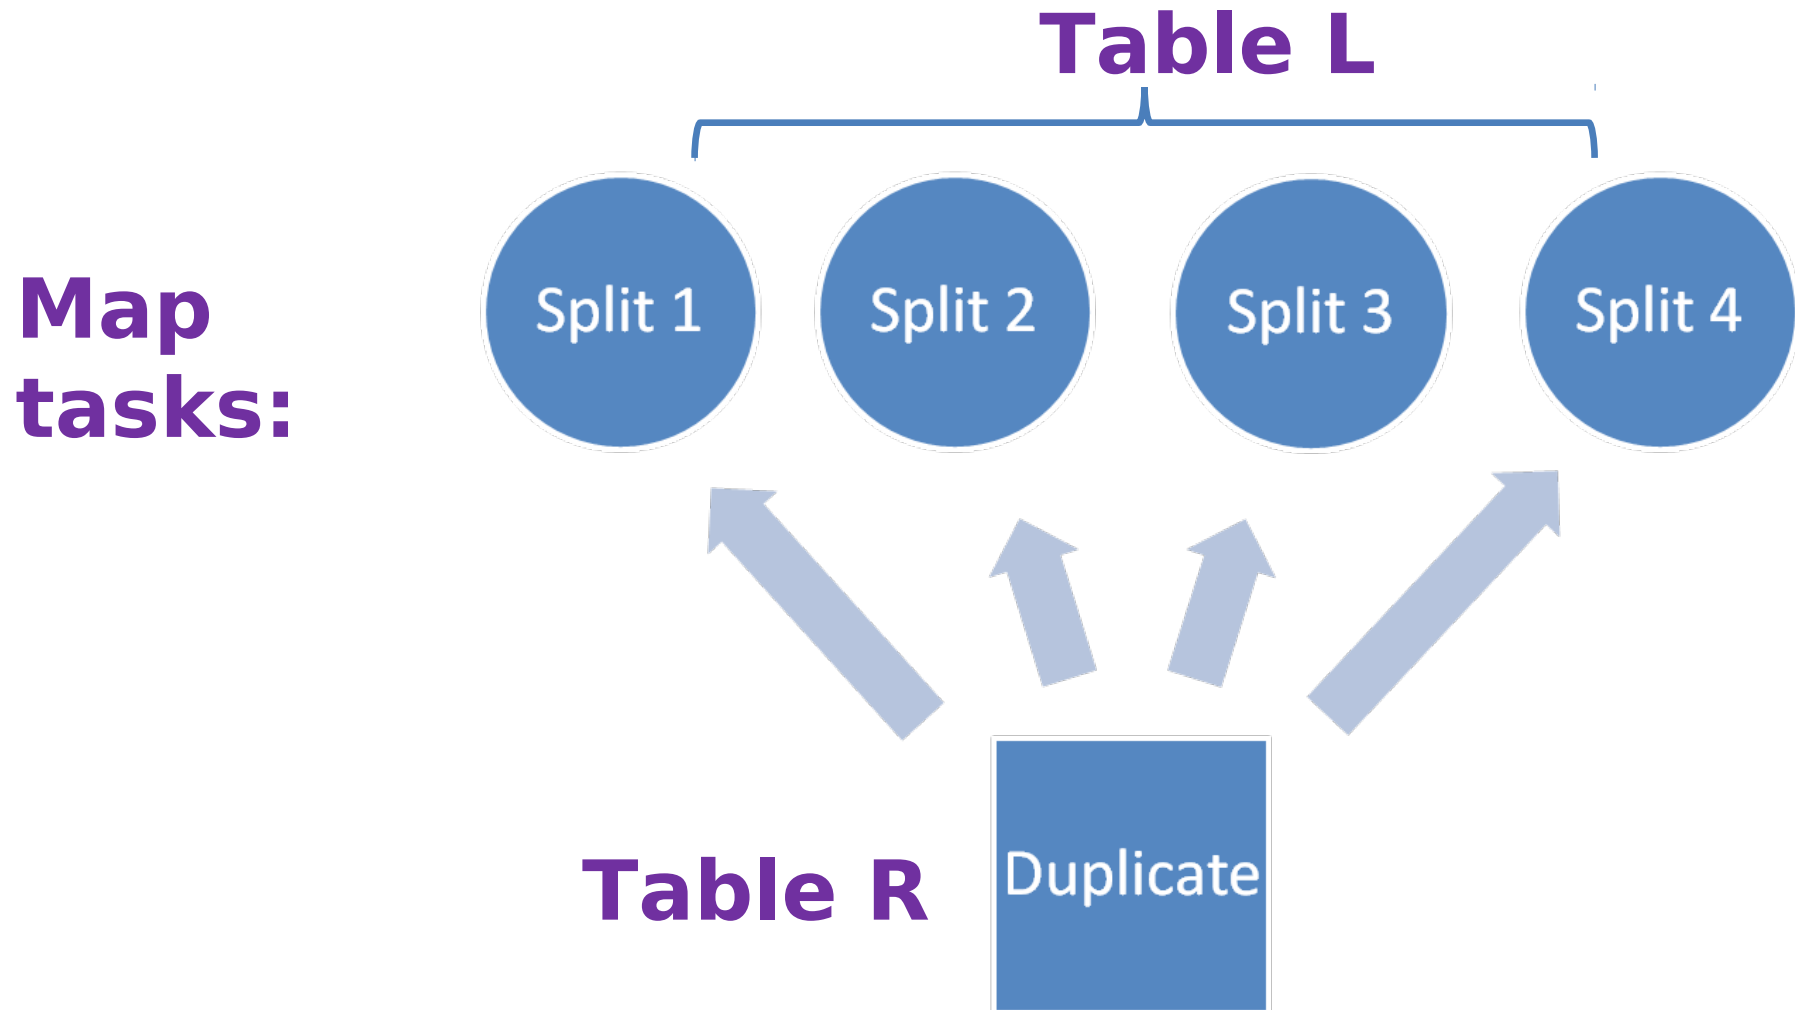 Table L
Split 1
Split 2
Split 3
Split 4
Map
tasks:
Table R
Duplicate